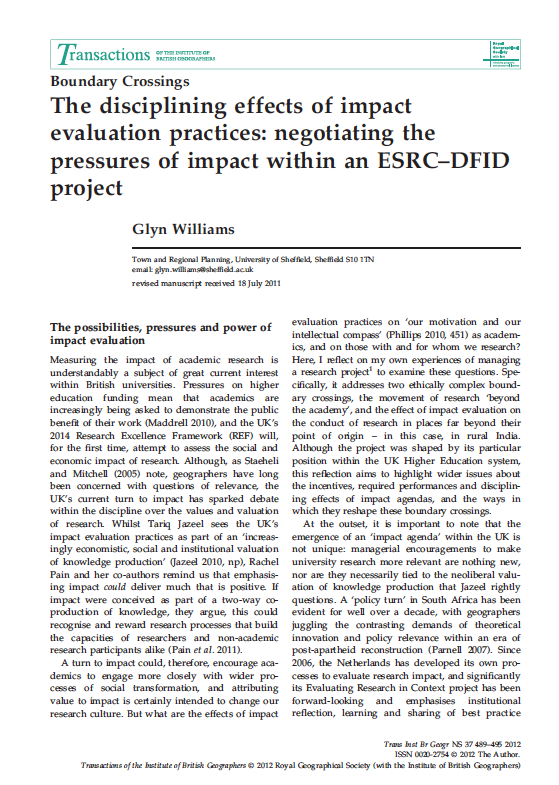 Transactions
OF THE INSTITUTE OF
BRITISH GEOGRAPHERS
Royal
Geographical
Society
with IBG
Boundary Crossings
The disciplining effects of impact
evaluation practices: negotiating the
pressures of impact within an ESRC–DFID
project
Glyn Williams
Town and Regional Planning, University of Sheffield, Sheffield S10 1TN
email: glyn.williams@sheffield.ac.uk
revised manuscript received 18 July 2011
The possibilities, pressures and power of
impact evaluation
Measuring the impact of academic research is
understandably a subject of great current interest
within British universities. Pressures on higher
education funding mean that academics are
increasingly being asked to demonstrate the public
benefit of their work (Maddrell 2010), and the UK's
2014 Research Excellence Framework (REF) will,
for the first time, attempt to assess the social and
economic impact of research. Although, as Staeheli
and Mitchell (2005) note, geographers have long
been concerned with questions of relevance, the
UK's current turn to impact has sparked debate
within the discipline over the values and valuation
of research. Whilst Tariq Jazeel sees the UK's
impact evaluation practices as part of an 'increas-
ingly economistic, social and institutional valuation
of knowledge production' (Jazeel 2010, np), Rachel
Pain and her co-authors remind us that emphasis-
ing impact could deliver much that is positive. If
impact were conceived as part of a two-way co-
production of knowledge, they argue, this could
recognise and reward research processes that build
the capacities of researchers and non-academic
research participants alike (Pain et al. 2011).
A turn to impact could, therefore, encourage aca-
demics to engage more closely with wider pro-
cesses of social transformation, and attributing
value to impact is certainly intended to change our
research culture. But what are the effects of impact
evaluation practices on 'our motivation and our
intellectual compass' (Phillips 2010, 451) as academ-
ics, and on those with and for whom we research?
Here, I reflect on my own experiences of managing
a research project1 to examine these questions. Spe-
cifically, it addresses two ethically complex bound-
ary crossings, the movement of research 'beyond
the academy', and the effect of impact evaluation on
the conduct of research in places far beyond their
point of origin – in this case, in rural India.
Although the project was shaped by its particular
position within the UK Higher Education system,
this reflection aims to highlight wider issues about
the incentives, required performances and disciplin-
ing effects of impact agendas, and the ways in
which they reshape these boundary crossings.
At the outset, it is important to note that the
emergence of an 'impact agenda' within the UK is
not unique: managerial encouragements to make
university research more relevant are nothing new,
nor are they necessarily tied to the neoliberal valu-
ation of knowledge production that Jazeel rightly
questions. A 'policy turn' in South Africa has been
evident for well over a decade, with geographers
juggling the contrasting demands of theoretical
innovation and policy relevance within an era of
post-apartheid reconstruction (Parnell 2007). Since
2006, the Netherlands has developed its own pro-
cesses to evaluate research impact, and significantly
its Evaluating Research in Context project has been
forward-looking and emphasises institutional
reflection, learning and sharing of best practice
Trans Inst Br Geogr NS 37 489–495 2012
ISSN 0020-2754 © 2012 The Author.
Transactions of the Institute of British Geographers © 2012 Royal Geographical Society (with the Institute of British Geographers)